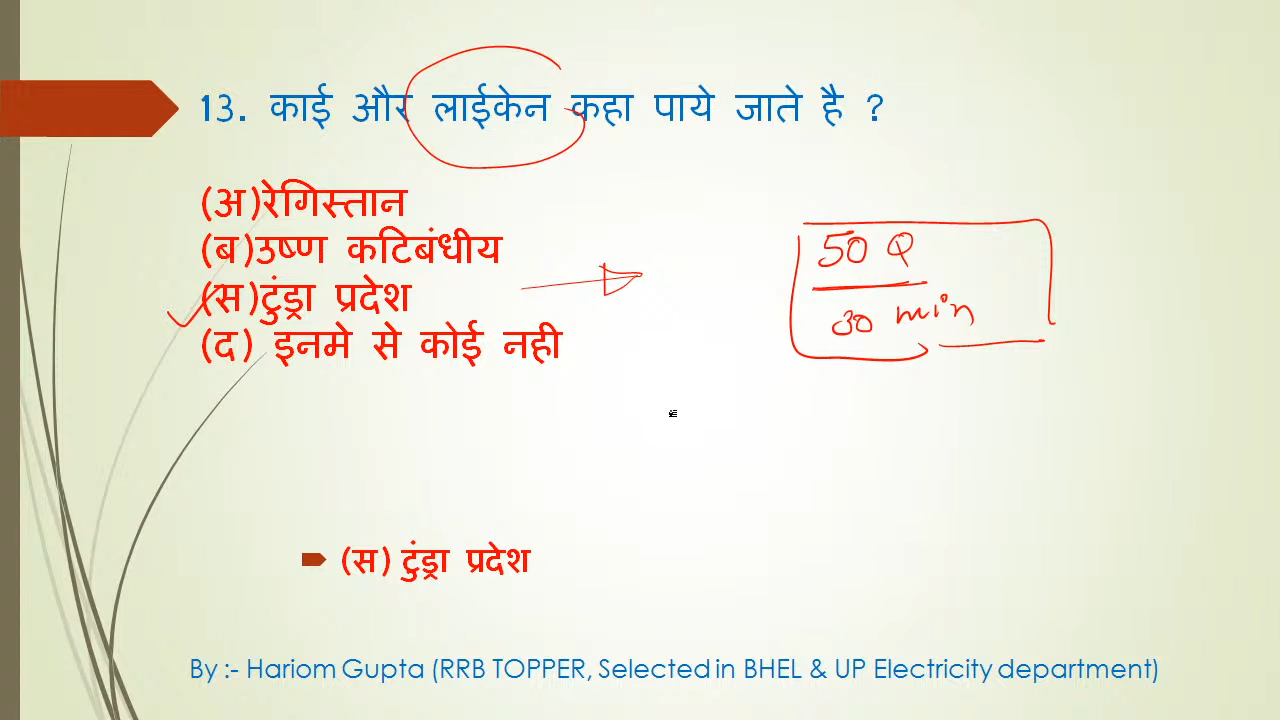 13. काई और लाईकेन कहा पाये जाते है ?
(अ)रेगिस्तान
(ब)उष्ण कटिबंधीय
(स)टुंड्रा प्रदेश
(द) इनमे से कोई नही
50 Q
30 min
(स) टुंड्रा प्रदेश
By :- Hariom Gupta (RRB TOPPER, Selected in BHEL & UP Electricity department)